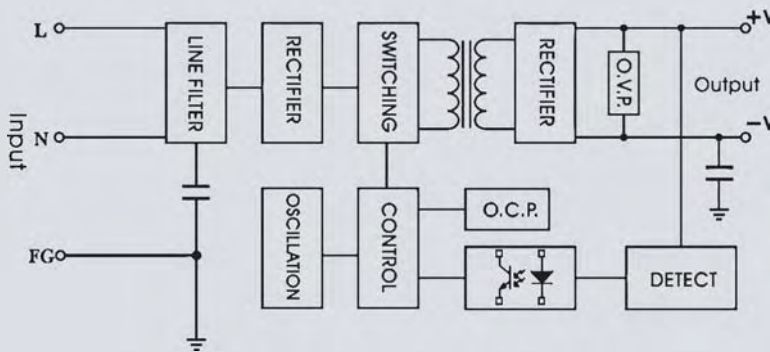 L
N
FG
Input
LINE FILTER
RECTIFIER
SWITCHING
RECTIFIER
O.V.P.
+V
Output
−V
OSCILLATION
CONTROL
O.C.P.
DETECT